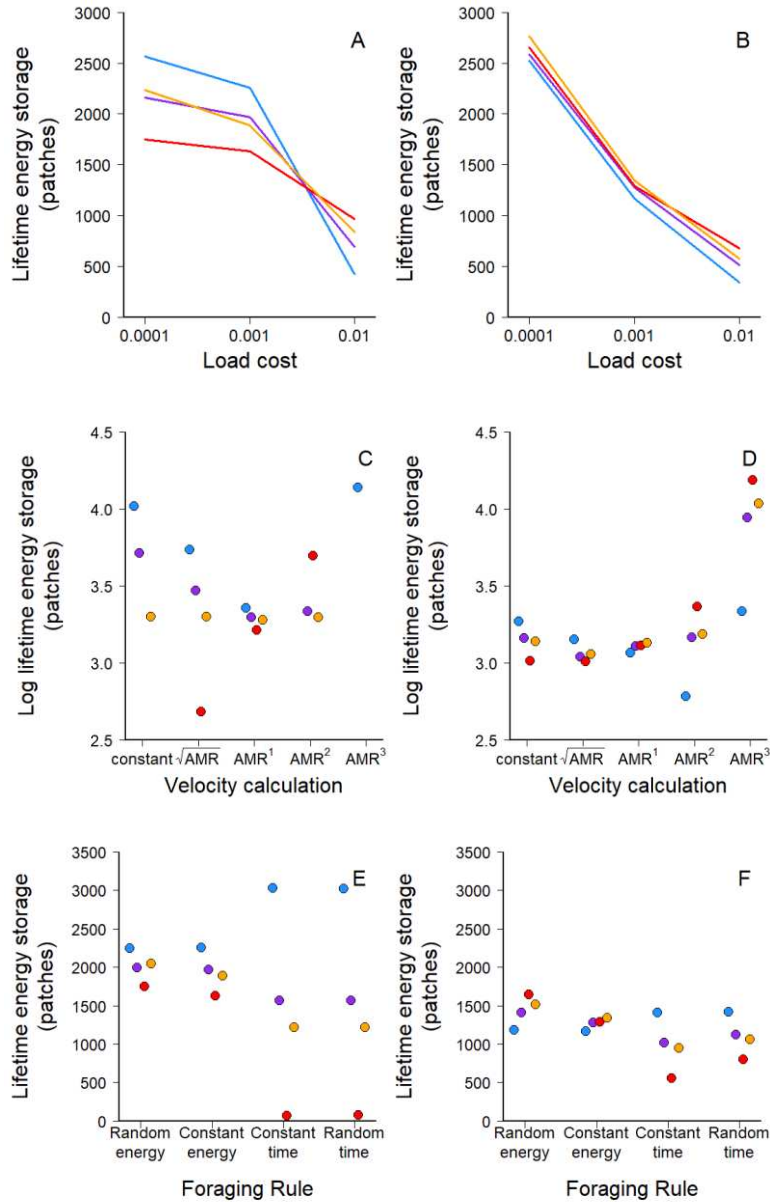 A
Lifetime energy storage
(patches)
3000
2500
2000
1500
1000
500
0
0.0001 0.001 0.01
Load cost
B
Lifetime energy storage
(patches)
3000
2500
2000
1500
1000
500
0
0.0001 0.001 0.01
Load cost
C
Log lifetime energy storage
(patches)
4.5
4.0
3.5
3.0
2.5
constant √AMR AMR¹ AMR² AMR³
Velocity calculation
D
Log lifetime energy storage
(patches)
4.5
4.0
3.5
3.0
2.5
constant √AMR AMR¹ AMR² AMR³
Velocity calculation
E
Lifetime energy storage
(patches)
3500
3000
2500
2000
1500
1000
500
0
Random Constant Constant Random
energy energy time time
Foraging Rule
F
Lifetime energy storage
(patches)
3500
3000
2500
2000
1500
1000
500
0
Random Constant Constant Random
energy energy time time
Foraging Rule